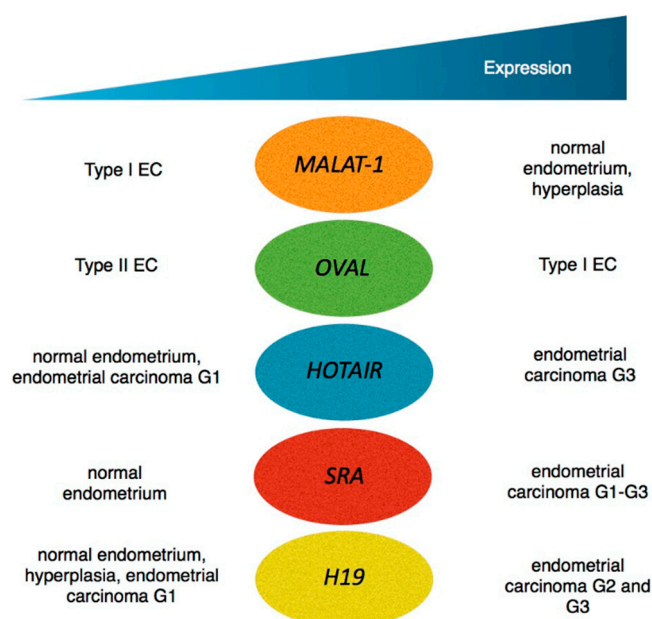 Expression
Type I EC
MALAT-1
normal
endometrium,
hyperplasia
Type II EC
OVAL
Type I EC
normal endometrium,
endometrial carcinoma G1
HOTAIR
endometrial
carcinoma G3
normal
endometrium
SRA
endometrial
carcinoma G1-G3
normal endometrium,
hyperplasia, endometrial
carcinoma G1
H19
endometrial
carcinoma G2 and
G3